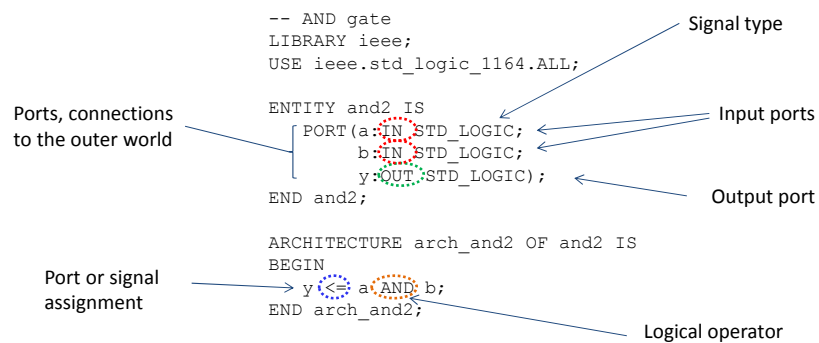 -- AND gate
LIBRARY ieee;
USE ieee.std_logic_1164.ALL;
Signal type
ENTITY and2 IS
Ports, connections
to the outer world
PORT(a:IN STD_LOGIC;
b:IN STD_LOGIC;
y:OUT STD_LOGIC);
END and2;
Input ports
Output port
ARCHITECTURE arch_and2 OF and2 IS
BEGIN
y <= a AND b;
END arch_and2;
Port or signal
assignment
Logical operator